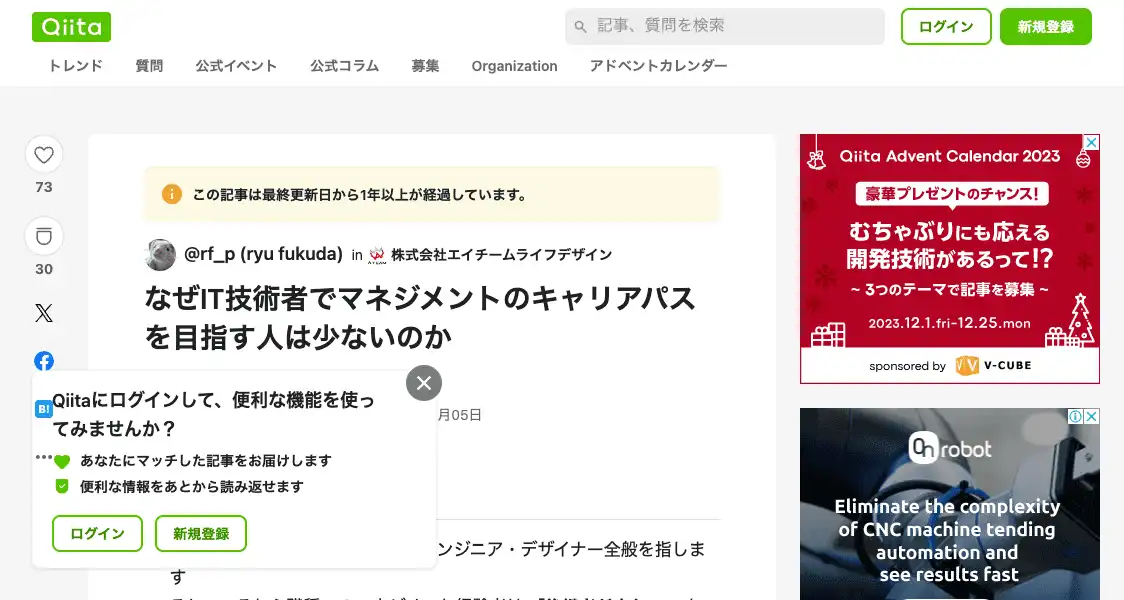 Qiita
記事、質問を検索
ログイン
新規登録
トレンド 質問 公式イベント 公式コラム 募集 Organization アドベントカレンダー
73
30
B!
この記事は最終更新日から1年以上が経過しています。
@rf_p (ryu fukuda) in 株式会社エイチームライフデザイン
なぜIT技術者でマネジメントのキャリアパス
を目指す人は少ないのか
月05日
Qiitaにログインして、便利な機能を使っ
てみませんか？
あなたにマッチした記事をお届けします
便利な情報をあとから読み返せます
ログイン
新規登録
ンジニア・デザイナー全般を指しま
す
Qiita Advent Calendar 2023
豪華プレゼントのチャンス!
むちゃぶりにも応える
開発技術があるって!?
~ 3つのテーマで記事を募集 ~
2023.12.1.fri-12.25.mon
sponsored by V-CUBE
On robot
Eliminate the complexity
of CNC machine tending
automation and
see results fast